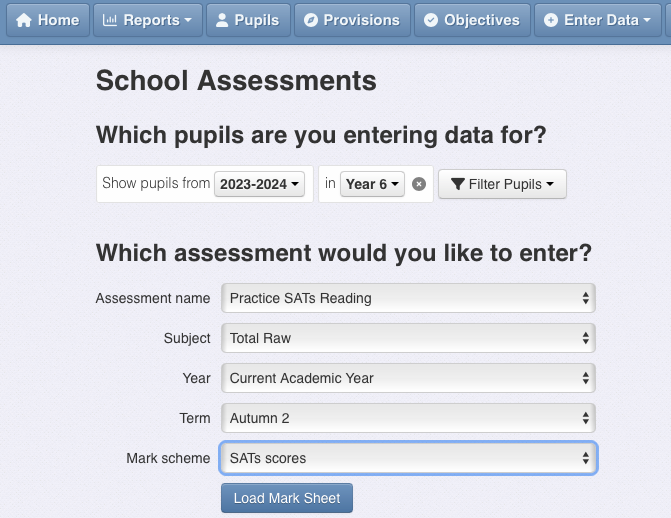 Home Reports Pupils Provisions Objectives Enter Data
School Assessments
Which pupils are you entering data for?
Show pupils from 2023-2024 in Year 6 Filter Pupils
Which assessment would you like to enter?
Assessment name Practice SATs Reading
Subject Total Raw
Year Current Academic Year
Term Autumn 2
Mark scheme SATs scores
Load Mark Sheet